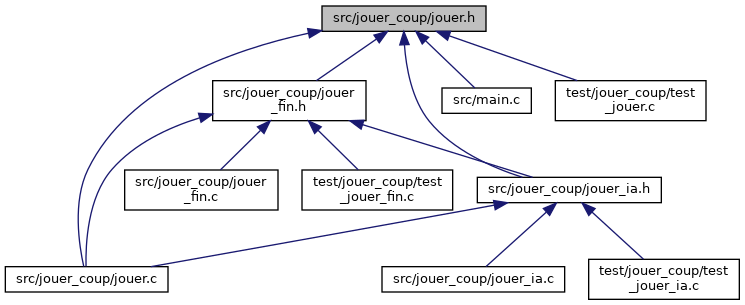 src/jouer_coup/jouer.h
src/jouer_coup/jouer
_fin.h
src/main.c
test/jouer_coup/test
_jouer.c
src/jouer_coup/jouer
_fin.c
test/jouer_coup/test
_jouer_fin.c
src/jouer_coup/jouer_ia.h
src/jouer_coup/jouer.c
src/jouer_coup/jouer_ia.c
test/jouer_coup/test
_jouer_ia.c